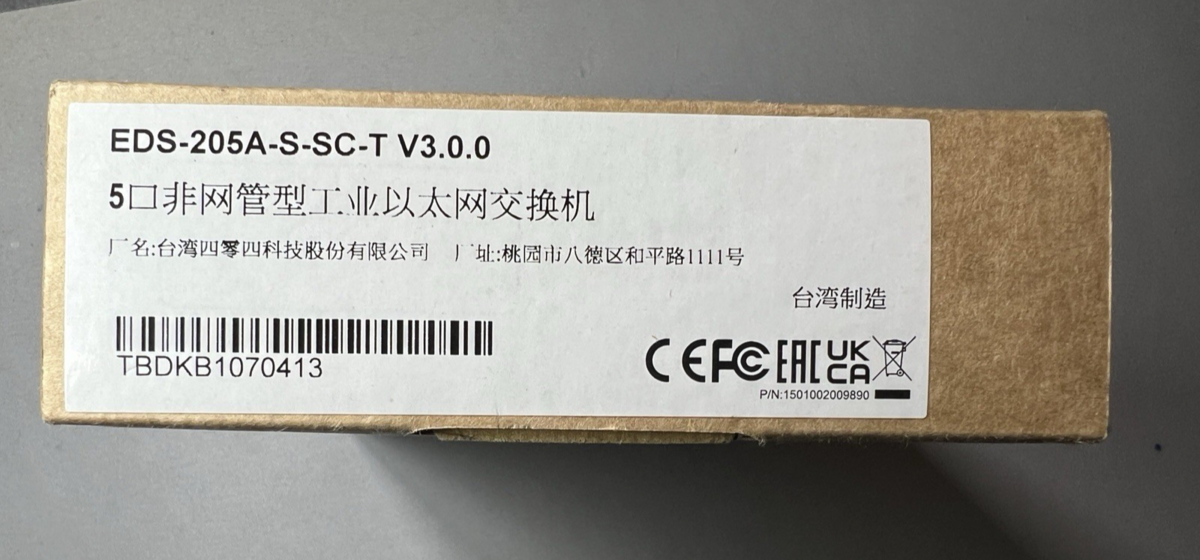 EDS-205A-S-SC-T V3.0.0
5口非网管型工业以太网交换机
厂名:台湾四零四科技股份有限公司 厂址:桃园市八德区和平路1111号
台湾制造
TBDKB1070413
CE FC EAC UK CA
P/N:1501002009890